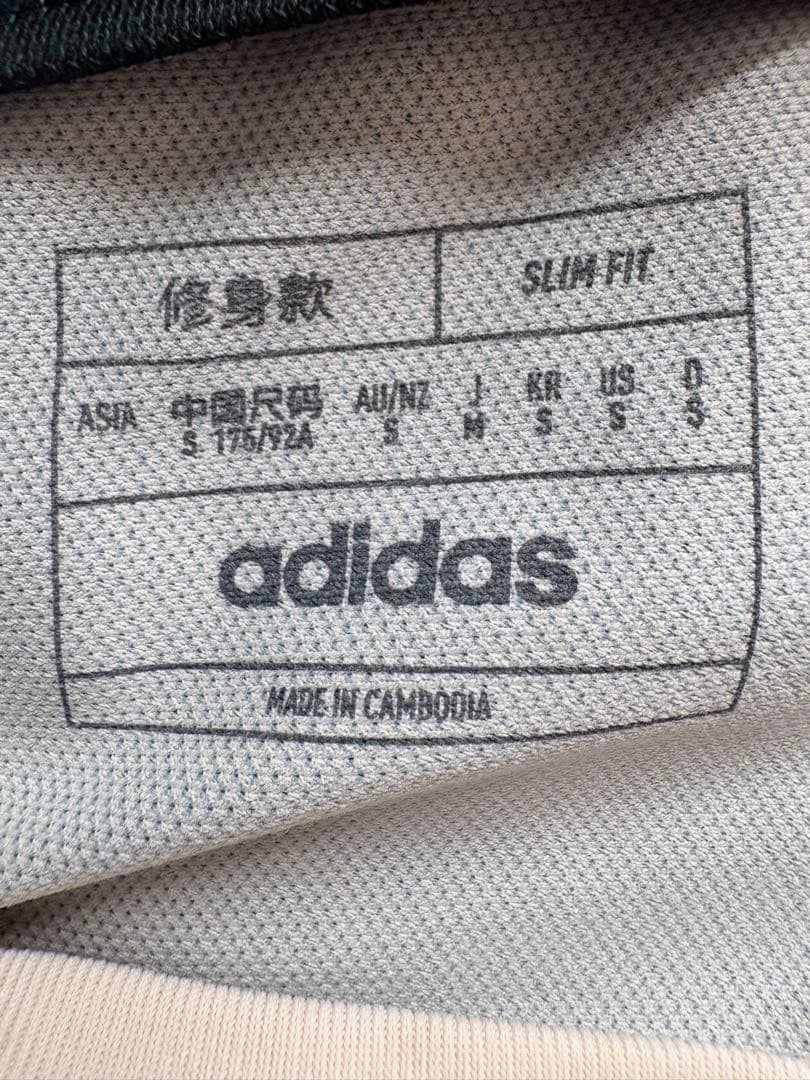 修身款 SLIM FIT
ASIA 中国尺码 AU/NZ J KR US D
S 175/92A S M S S S
adidas
MADE IN CAMBODIA